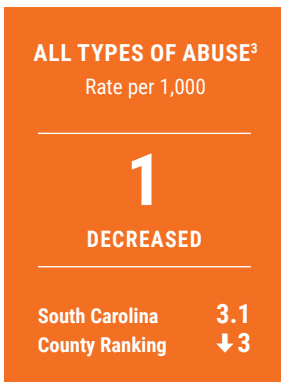 ALL TYPES OF ABUSE³
Rate per 1,000
1
DECREASED
South Carolina 3.1
County Ranking ↓3